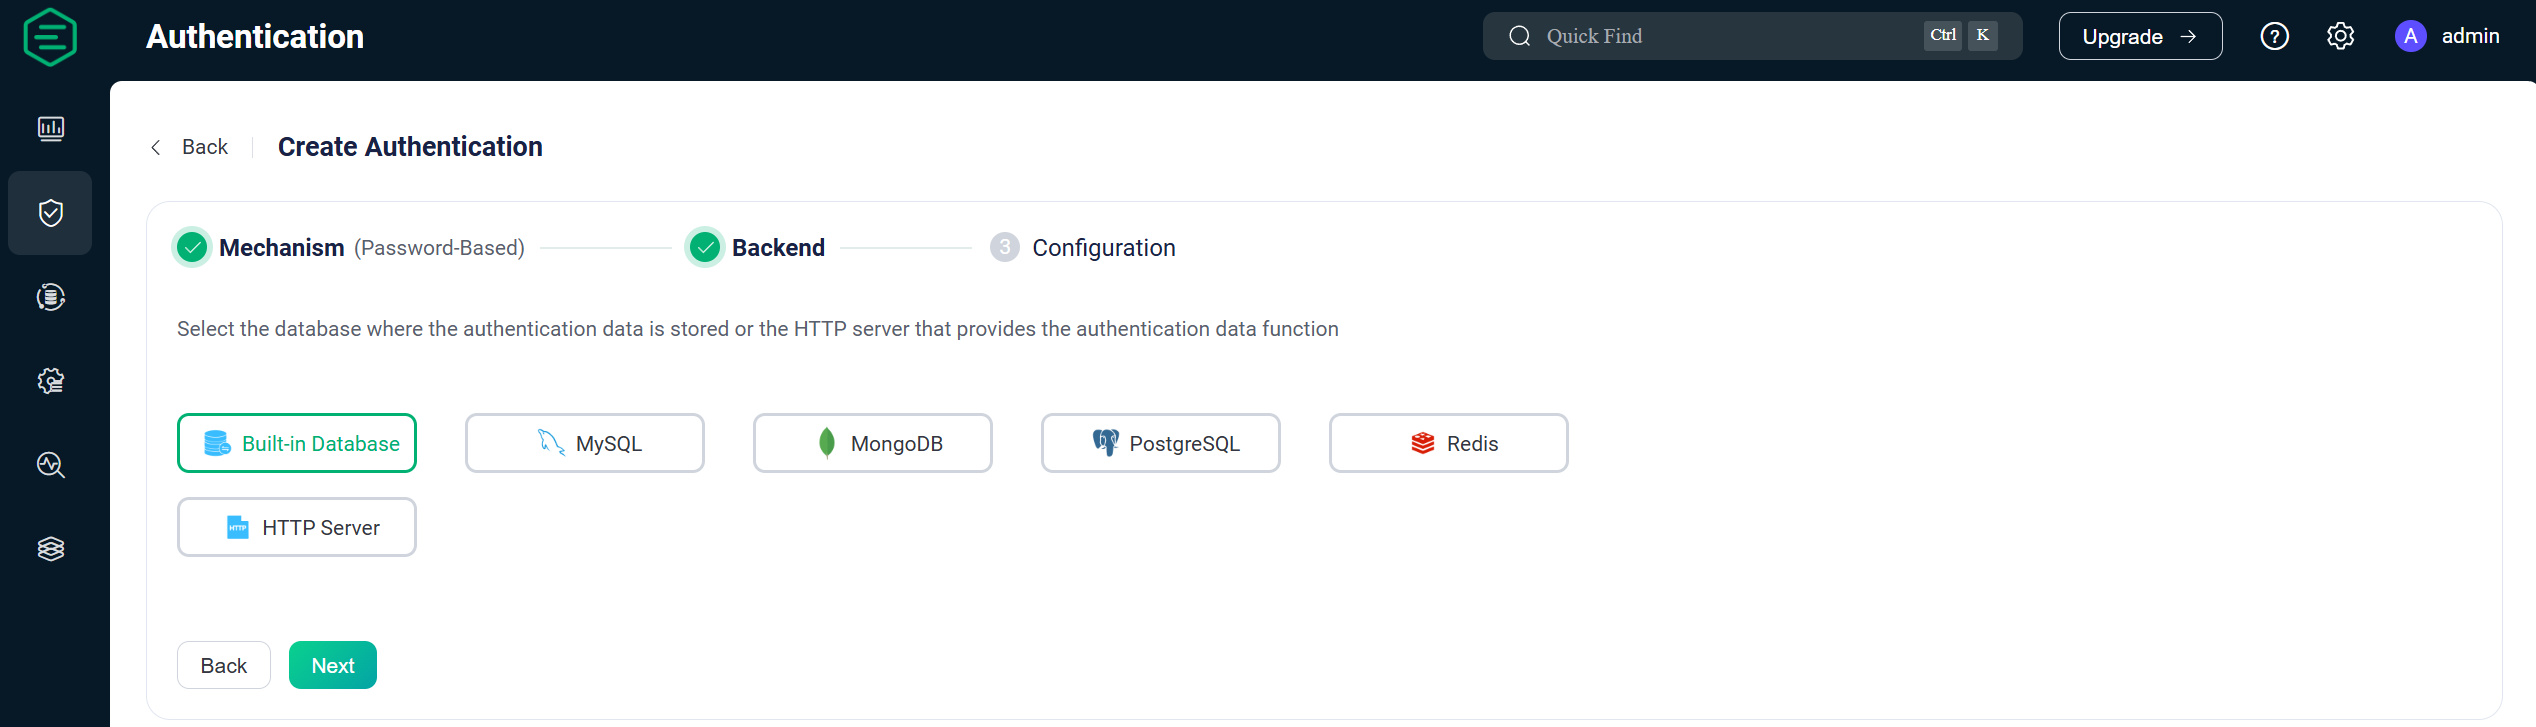 Authentication
Quick Find
Ctrl K
Upgrade
?
A admin
Back
Create Authentication
Mechanism (Password-Based)
Backend
3 Configuration
Select the database where the authentication data is stored or the HTTP server that provides the authentication data function
Built-in Database
MySQL
MongoDB
PostgreSQL
Redis
HTTP
HTTP Server
Back
Next